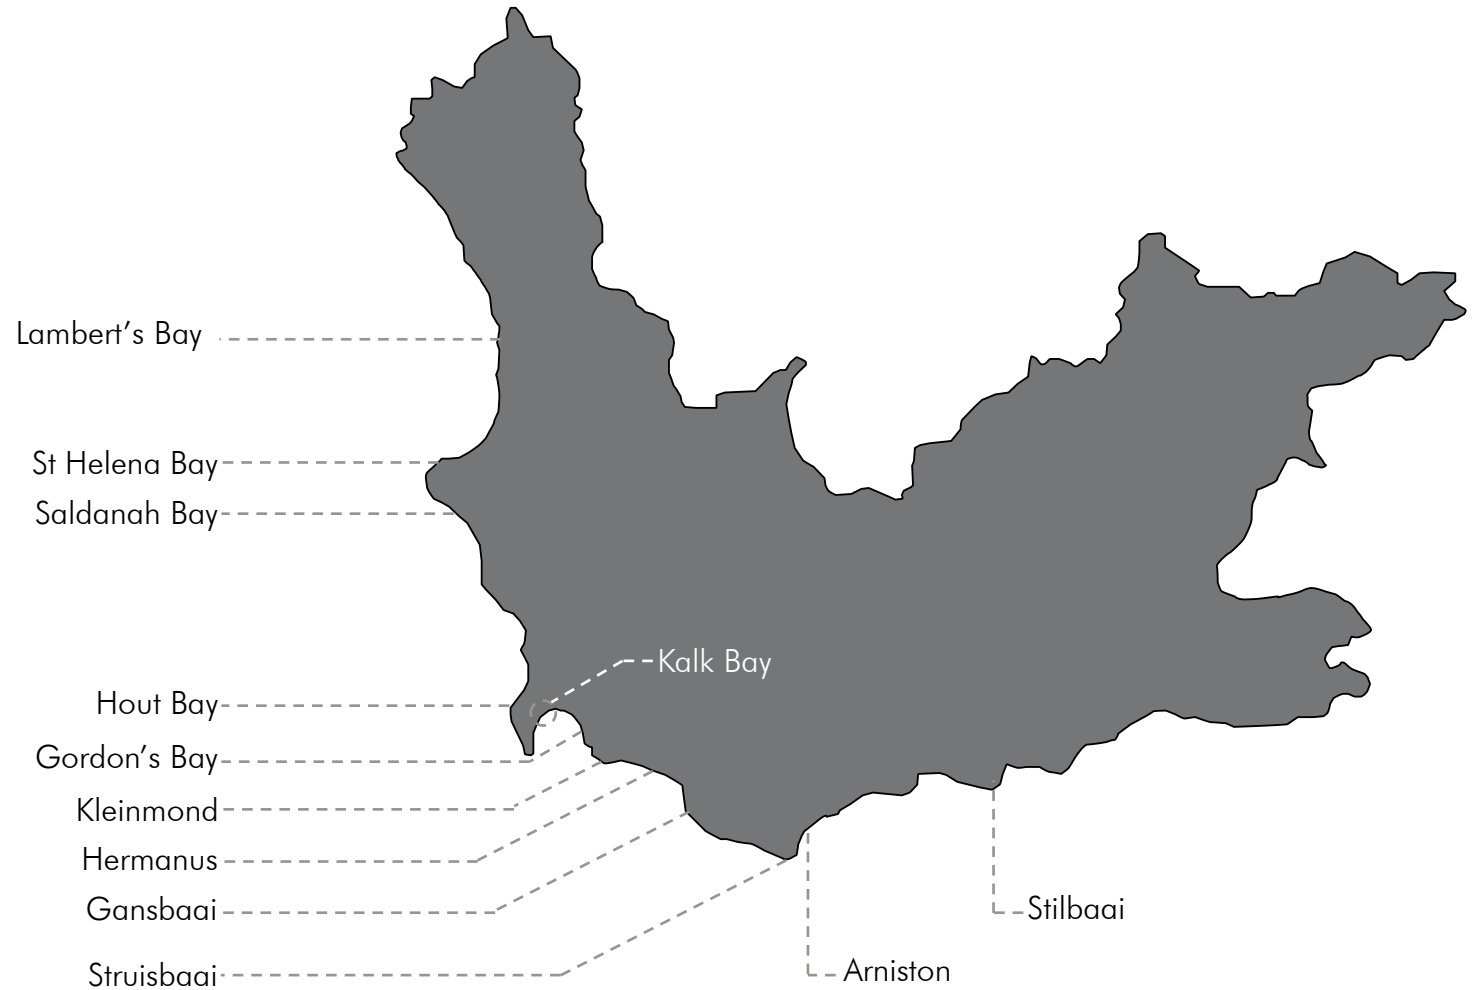 Lambert's Bay
St Helena Bay
Saldanah Bay
Kalk Bay
Hout Bay
Gordon's Bay
Kleinmond
Hermanus
Gansbaai
Stilbaai
Struisbaai
Arniston